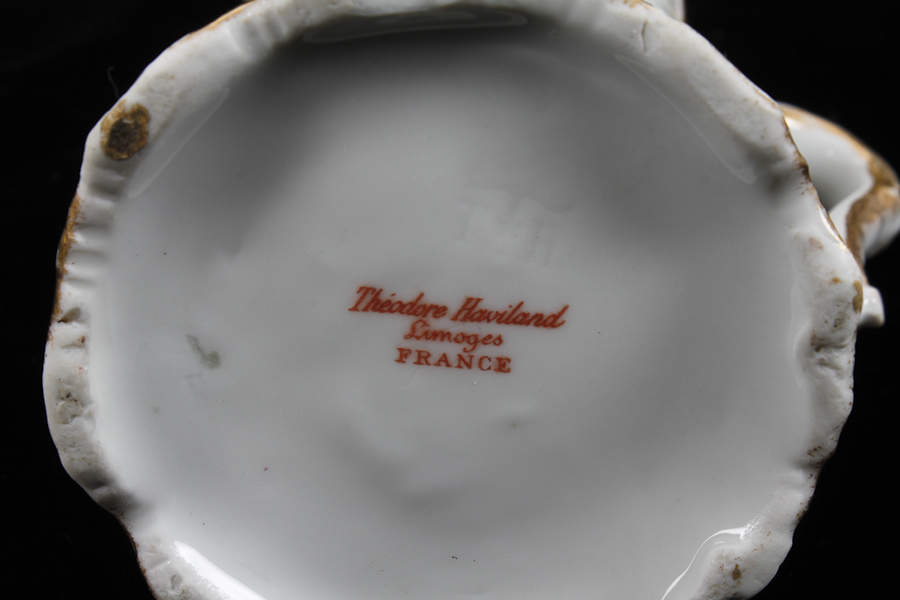 Théodore Haviland
Limoges
FRANCE